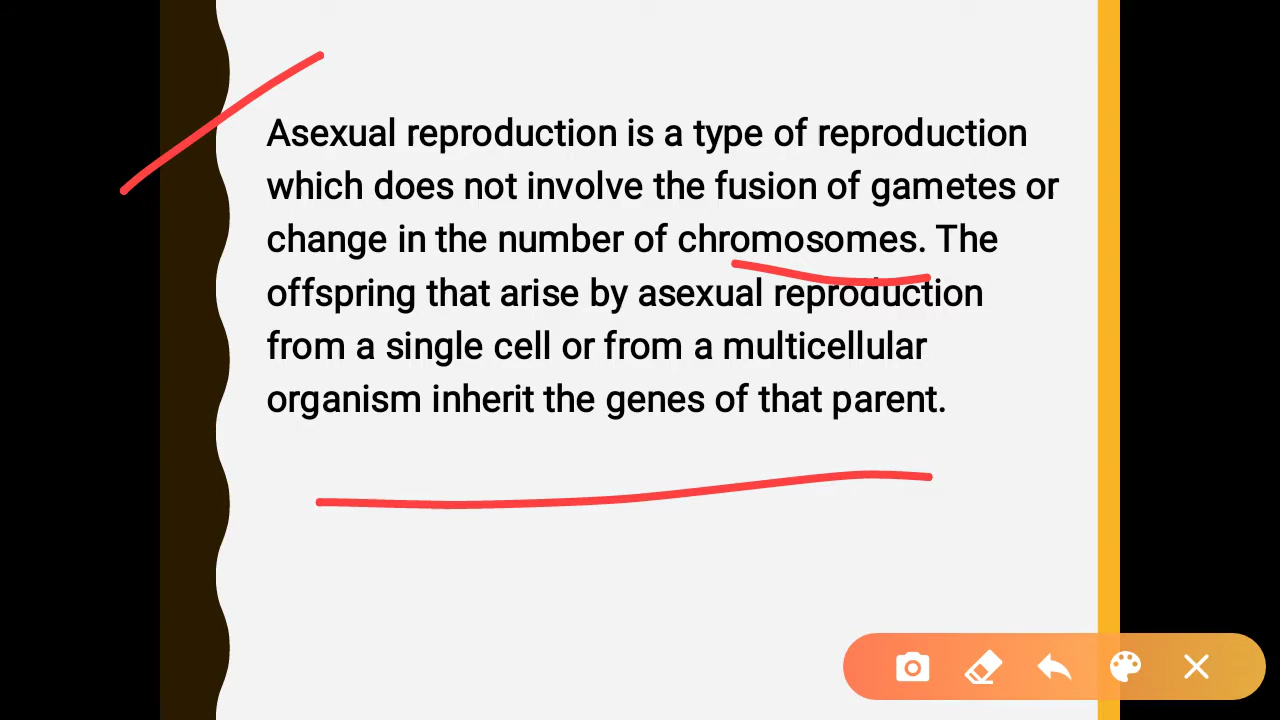 Asexual reproduction is a type of reproduction
which does not involve the fusion of gametes or
change in the number of chromosomes. The
offspring that arise by asexual reproduction
from a single cell or from a multicellular
organism inherit the genes of that parent.